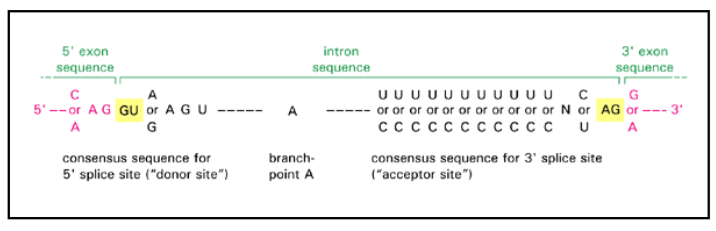 5' exon intron 3' exon
sequence sequence sequence
C A U U U U U U U U U U C G
5' --or A G GU or A G U ----- A ----- or or or or or or or or or or N or AG or --- 3'
A G C C C C C C C C C C U A
consensus sequence for branch- consensus sequence for 3' splice site
5' splice site ("donor site") point A ("acceptor site")